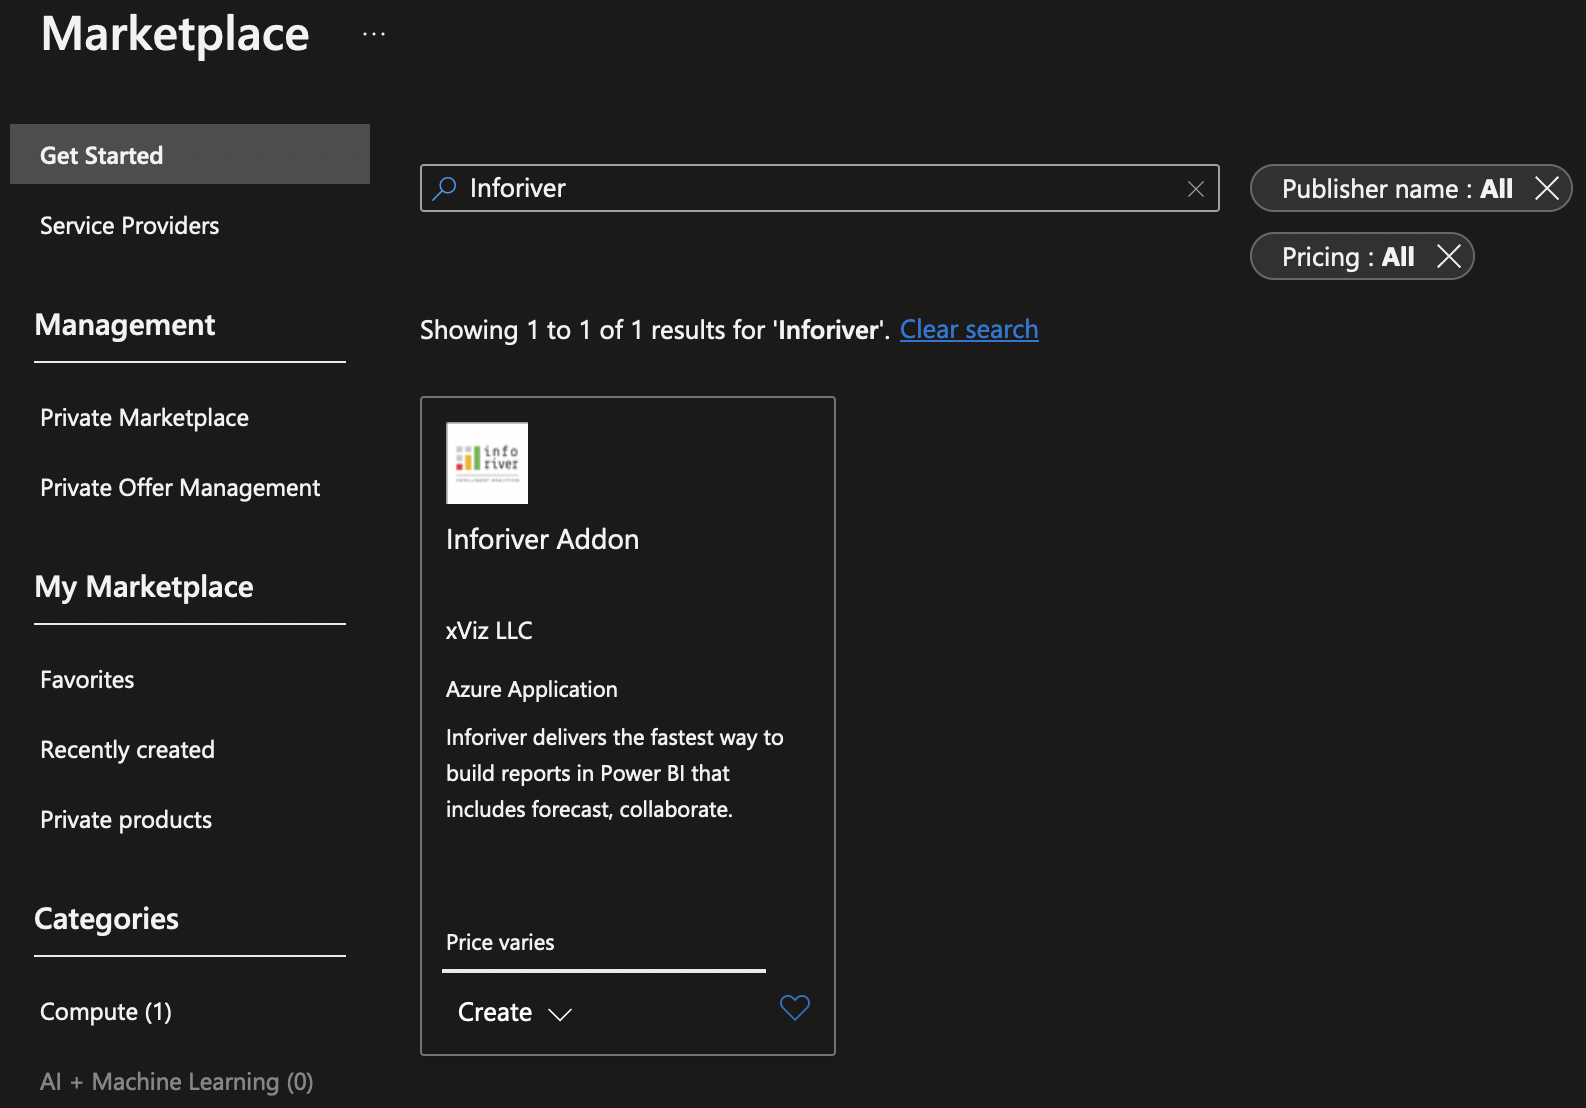 Marketplace ...
Get Started
Service Providers
Management
Private Marketplace
Private Offer Management
My Marketplace
Favorites
Recently created
Private products
Categories
Compute (1)
AI + Machine Learning (0)
Inforiver
Publisher name : All
Pricing : All
Showing 1 to 1 of 1 results for 'Inforiver'. Clear search
info
river
Inforiver Addon
xViz LLC
Azure Application
Inforiver delivers the fastest way to
build reports in Power BI that
includes forecast, collaborate.
Price varies
Create